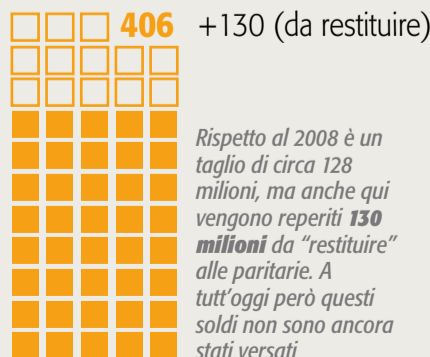 406 +130 (da restituire)
Rispetto al 2008 è un
taglio di circa 128
milioni, ma anche qui
vengono reperiti 130
milioni da “restituire”
alle paritarie. A
tutt’oggi però questi
soldi non sono ancora
stati versati